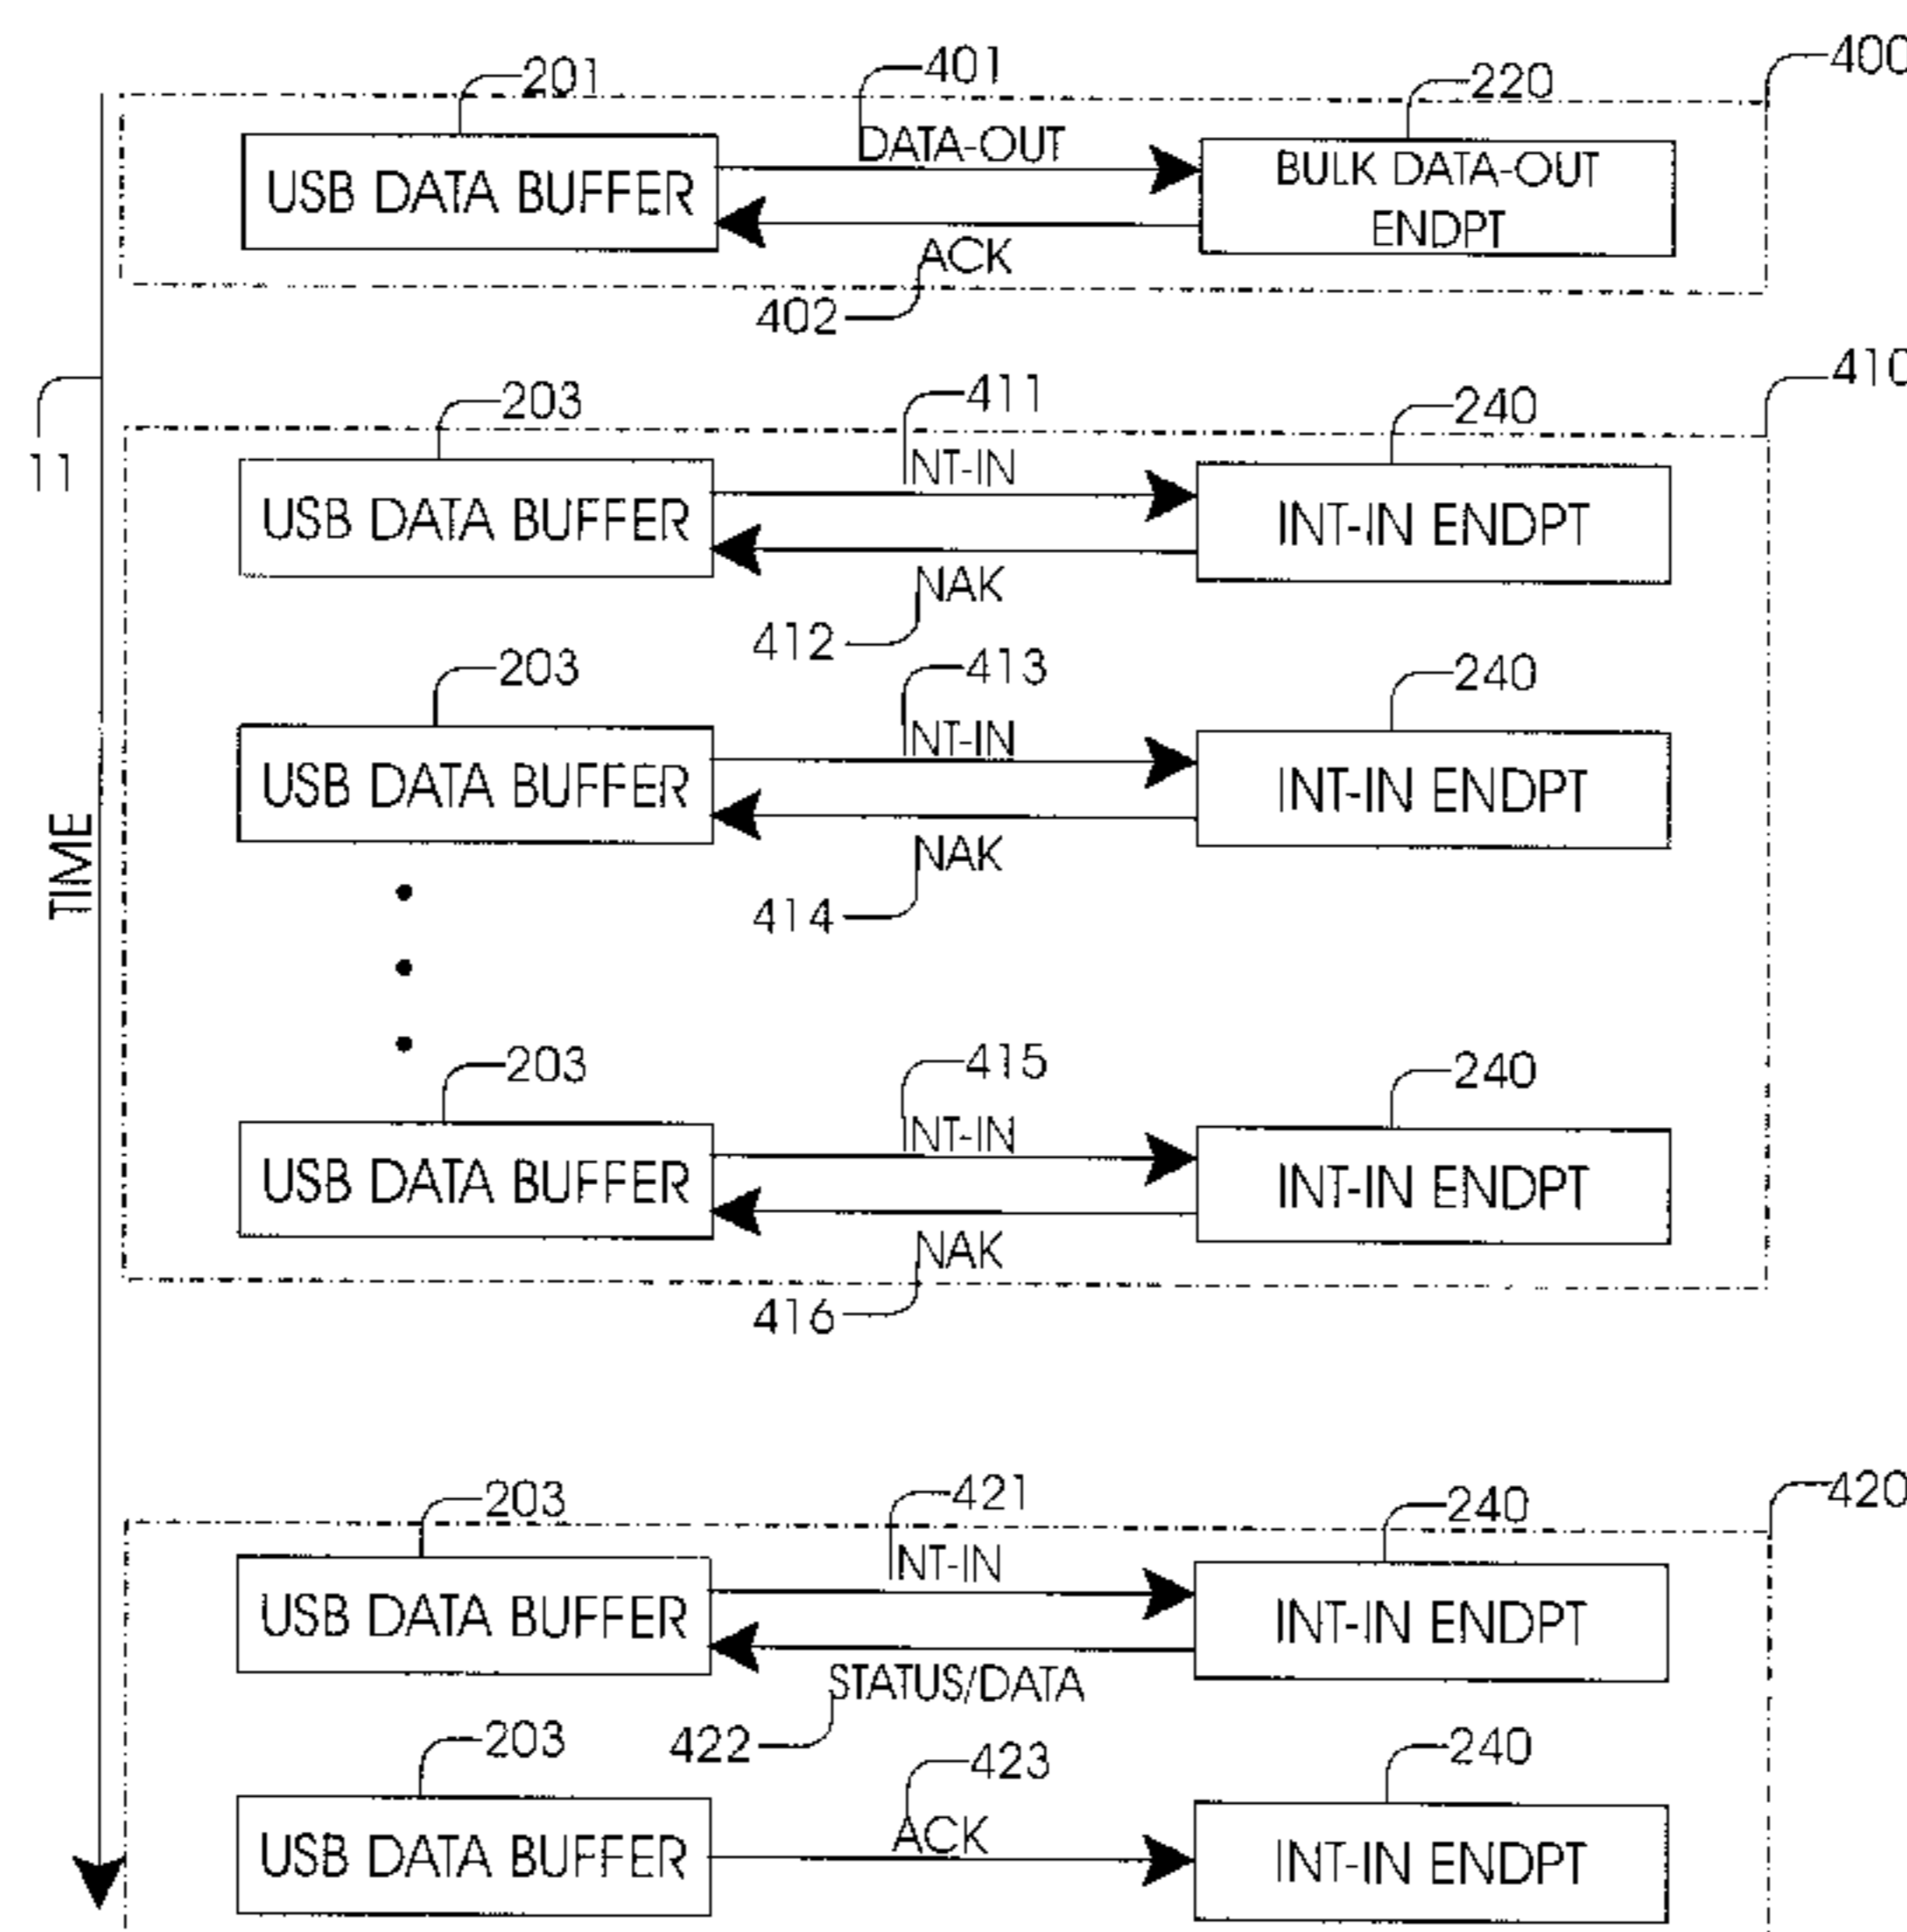 400
201
401
220
DATA-OUT
USB DATA BUFFER
BULK DATA-OUT
ENDPT
ACK
402
410
11
203
411
240
INT-IN
USB DATA BUFFER
INT-IN ENDPT
NAK
412
203
413
240
INT-IN
USB DATA BUFFER
INT-IN ENDPT
NAK
414
TIME
203
415
240
INT-IN
USB DATA BUFFER
INT-IN ENDPT
NAK
416
420
203
421
240
INT-IN
USB DATA BUFFER
INT-IN ENDPT
STATUS/DATA
422
203
423
240
ACK
USB DATA BUFFER
INT-IN ENDPT